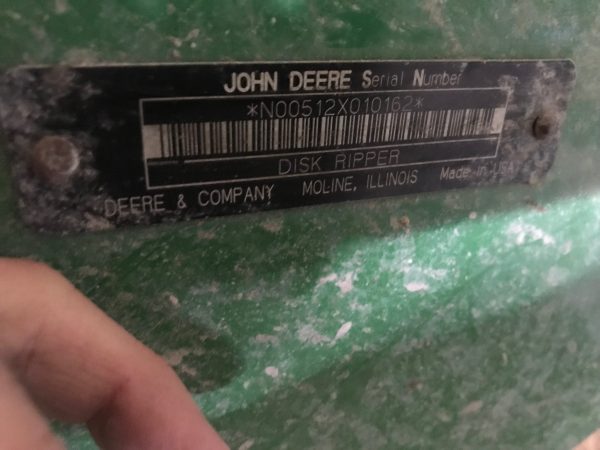 JOHN DEERE Serial Number
*N00512X010162*
DISK RIPPER
DEERE & COMPANY MOLINE, ILLINOIS Made in USA